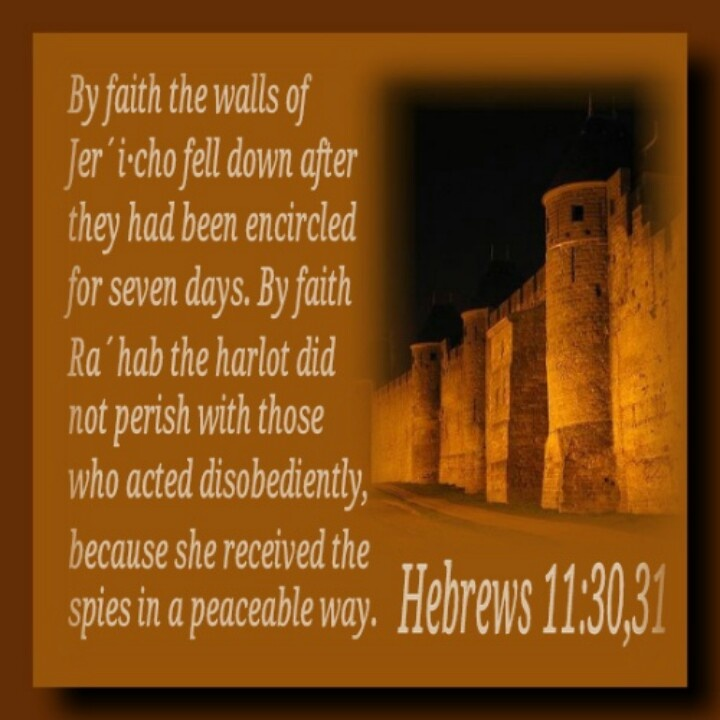 By faith the walls of
Jer´i·cho fell down after
they had been encircled
for seven days. By faith
Ra´hab the harlot did
not perish with those
who acted disobediently,
because she received the
spies in a peaceable way.
Hebrews 11:30,31